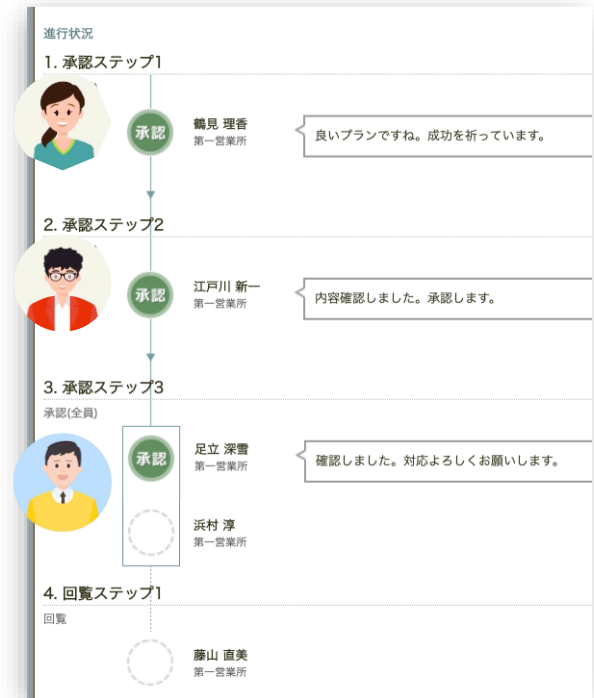 進行状況
1. 承認ステップ1
承認
鶴見 理香
第一営業所
良いプランですね。成功を祈っています。
2. 承認ステップ2
承認
江戸川 新一
第一営業所
内容確認しました。承認します。
3. 承認ステップ3
承認(全員)
承認
足立 深雪
第一営業所
確認しました。対応よろしくお願いします。
浜村 淳
第一営業所
4. 回覧ステップ1
回覧
藤山 直美
第一営業所